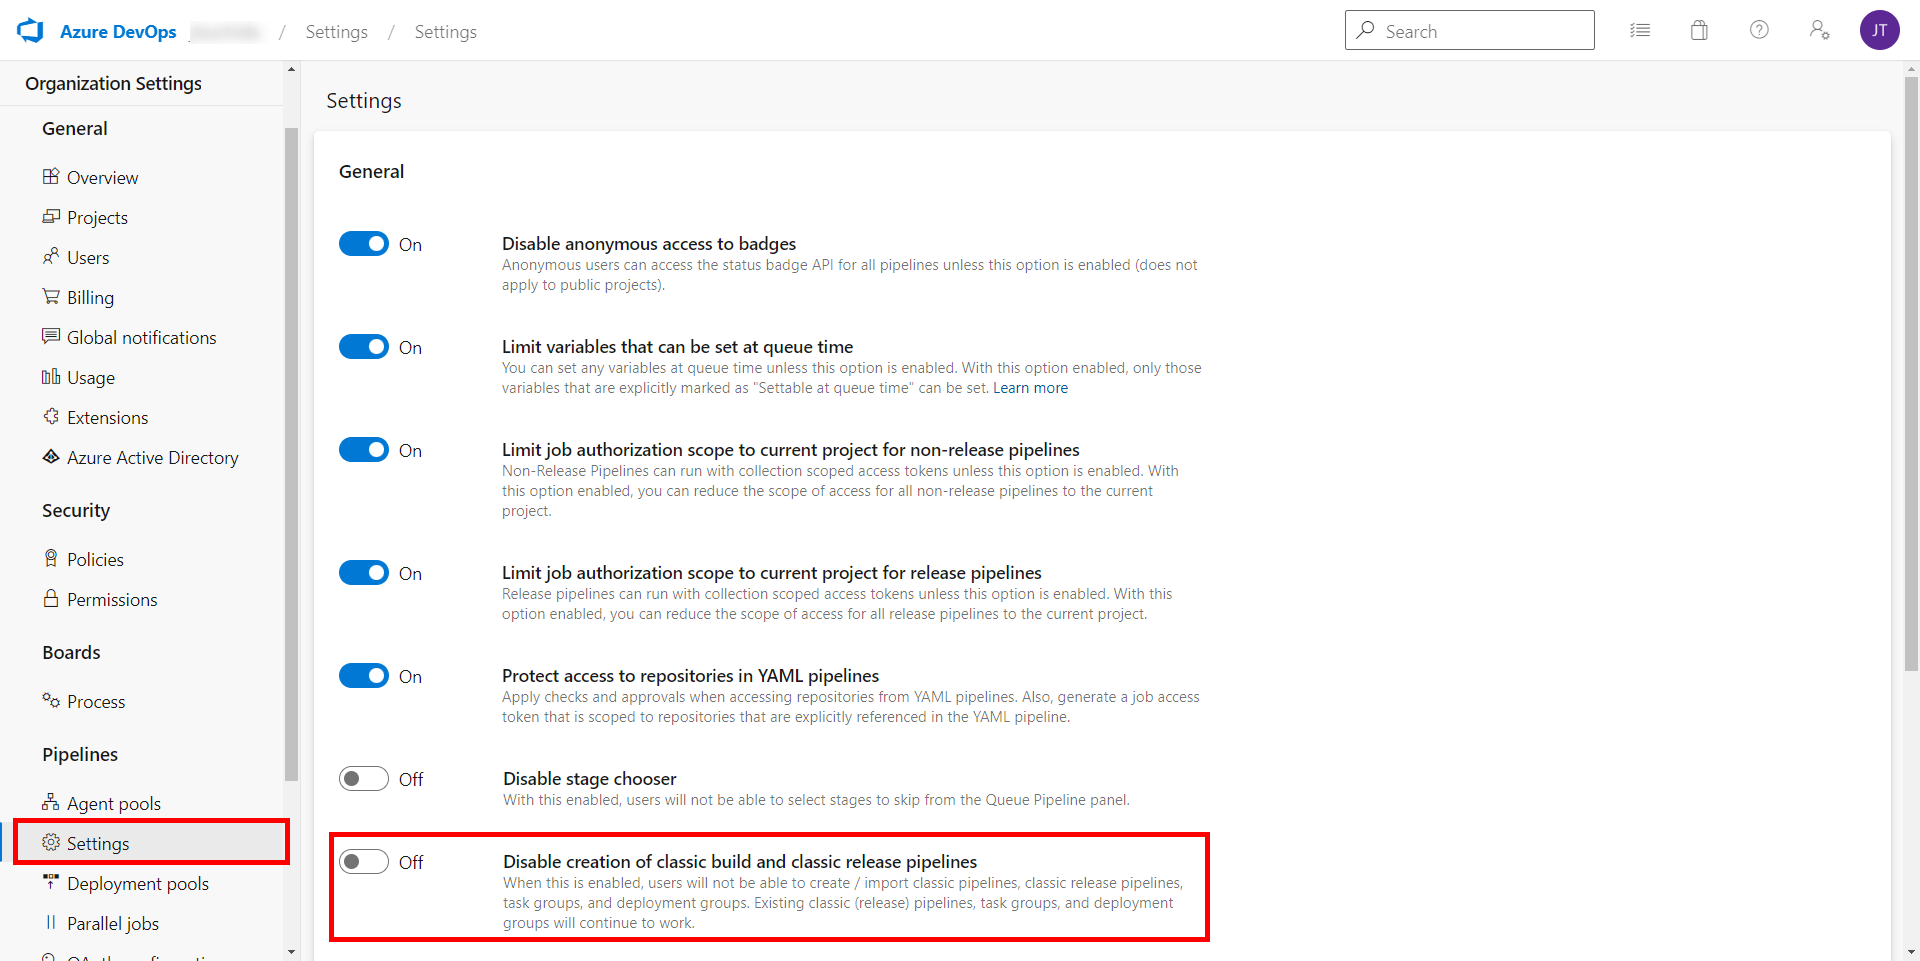 Azure DevOps / Settings / Settings
Search
JT
Organization Settings
General
Overview
Projects
Users
Billing
Global notifications
Usage
Extensions
Azure Active Directory
Security
Policies
Permissions
Boards
Process
Pipelines
Agent pools
Settings
Deployment pools
Parallel jobs
Settings
General
On
Disable anonymous access to badges
Anonymous users can access the status badge API for all pipelines unless this option is enabled (does not
apply to public projects).
On
Limit variables that can be set at queue time
You can set any variables at queue time unless this option is enabled. With this option enabled, only those
variables that are explicitly marked as "Settable at queue time" can be set. Learn more
On
Limit job authorization scope to current project for non-release pipelines
Non-Release Pipelines can run with collection scoped access tokens unless this option is enabled. With
this option enabled, you can reduce the scope of access for all non-release pipelines to the current
project.
On
Limit job authorization scope to current project for release pipelines
Release pipelines can run with collection scoped access tokens unless this option is enabled. With this
option enabled, you can reduce the scope of access for all release pipelines to the current project.
On
Protect access to repositories in YAML pipelines
Apply checks and approvals when accessing repositories from YAML pipelines. Also, generate a job access
token that is scoped to repositories that are explicitly referenced in the YAML pipeline.
Off
Disable stage chooser
With this enabled, users will not be able to select stages to skip from the Queue Pipeline panel.
Off
Disable creation of classic build and classic release pipelines
When this is enabled, users will not be able to create / import classic pipelines, classic release pipelines,
task groups, and deployment groups. Existing classic (release) pipelines, task groups, and deployment
groups will continue to work.